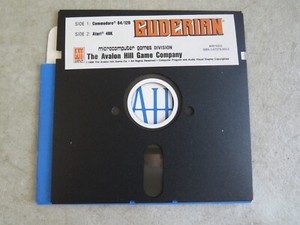 SIDE 1: Commodore 64/128
SIDE 2: Atari 48K
GUDERIAN
microcomputer games DIVISION
The Avalon Hill Game Company
AH